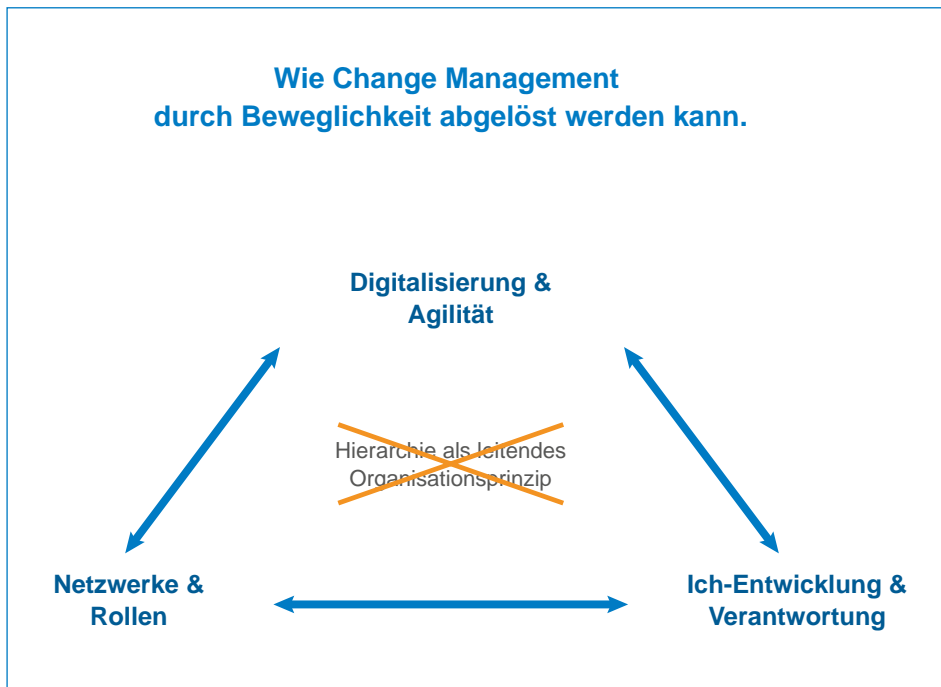 Wie Change Management
durch Beweglichkeit abgelöst werden kann.
Digitalisierung &
Agilität
Hierarchie als leitendes
Organisationsprinzip
Netzwerke &
Rollen
Ich-Entwicklung &
Verantwortung